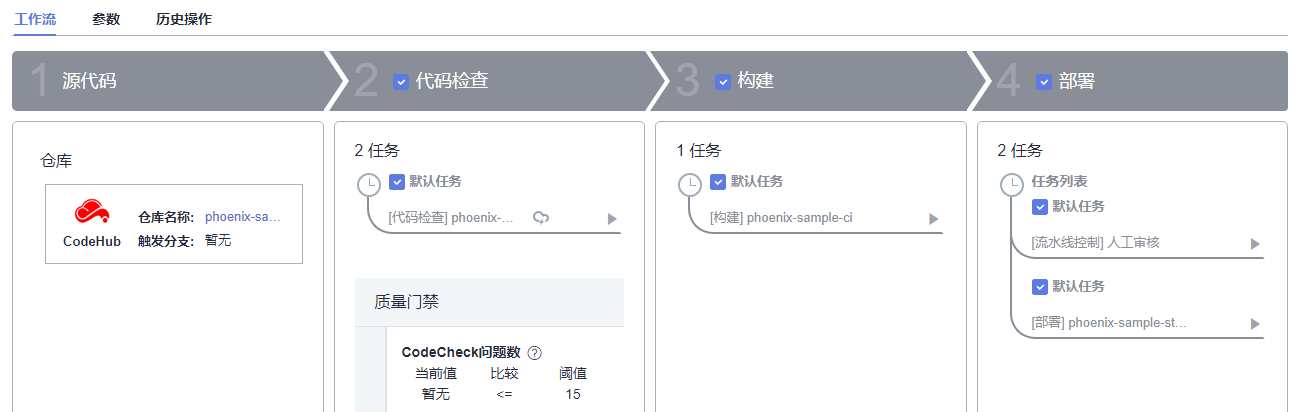 工作流 参数 历史操作
1 源代码
2 代码检查
3 构建
4 部署
仓库
CodeHub
仓库名称： phoenix-sa...
触发分支： 暂无
2 任务
默认任务
[代码检查] phoenix-...
质量门禁
CodeCheck问题数 ?
当前值 比较 阈值
暂无 <= 15
1 任务
默认任务
[构建] phoenix-sample-ci
2 任务
任务列表
默认任务
[流水线控制] 人工审核
默认任务
[部署] phoenix-sample-st...